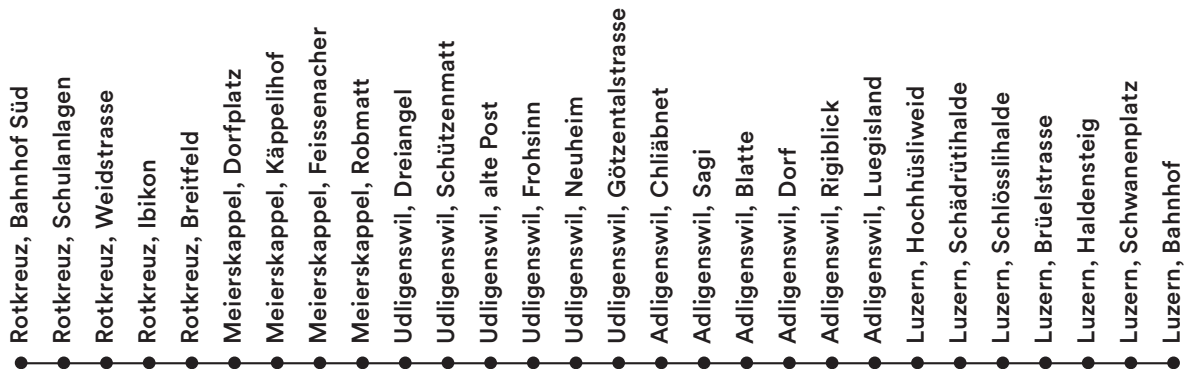 Rotkreuz, Bahnhof Süd
Rotkreuz, Schulanlagen
Rotkreuz, Weidstrasse
Rotkreuz, Ibikon
Rotkreuz, Breitfeld
Meierskappel, Dorfplatz
Meierskappel, Käppelihof
Meierskappel, Feissenacher
Meierskappel, Robmatt
Udligenswil, Dreiangel
Udligenswil, Schützenmatt
Udligenswil, alte Post
Udligenswil, Frohsinn
Udligenswil, Neuheim
Udligenswil, Götzentalstrasse
Adligenswil, Chliäbnet
Adligenswil, Sagi
Adligenswil, Blatte
Adligenswil, Dorf
Adligenswil, Rigiblick
Adligenswil, Luegisland
Luzern, Hochhüsliweid
Luzern, Schädrütihalde
Luzern, Schlösslihalde
Luzern, Brüelstrasse
Luzern, Haldensteig
Luzern, Schwanenplatz
Luzern, Bahnhof